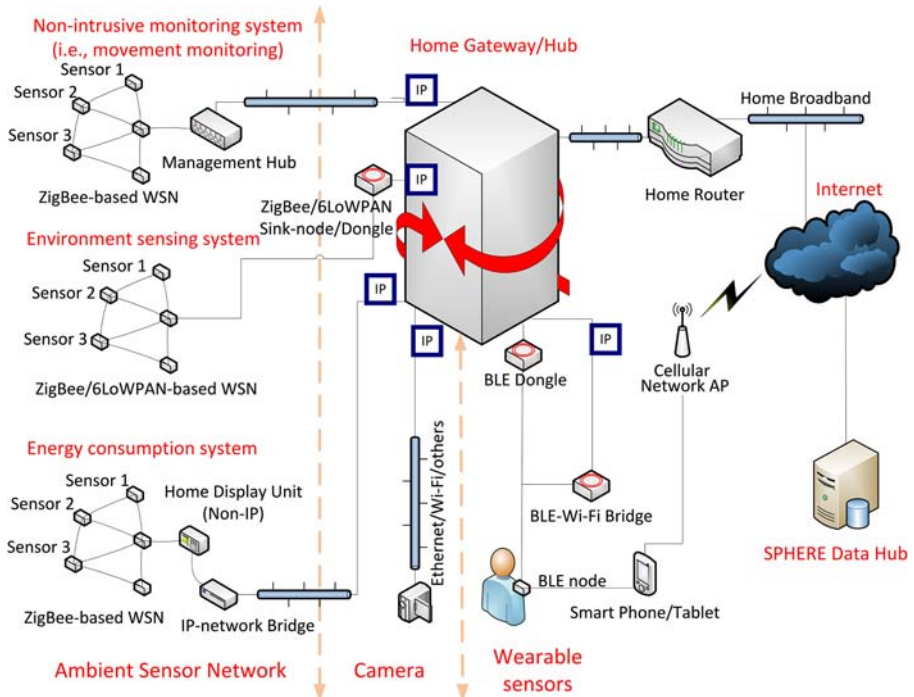 Non-intrusive monitoring system
(i.e., movement monitoring)
Sensor 1
Sensor 2
Sensor 3
Management Hub
ZigBee-based WSN
Home Gateway/Hub
IP
Home Broadband
Home Router
Internet
IP
ZigBee/6LoWPAN
Sink-node/Dongle
Environment sensing system
Sensor 1
Sensor 2
Sensor 3
ZigBee/6LoWPAN-based WSN
IP
IP
IP
BLE Dongle
Cellular
Network AP
Energy consumption system
Sensor 1
Sensor 2
Sensor 3
Home Display Unit
(Non-IP)
ZigBee-based WSN
IP-network Bridge
Ethernet/Wi-Fi/others
BLE-Wi-Fi Bridge
BLE node
Smart Phone/Tablet
SPHERE Data Hub
Ambient Sensor Network
Camera
Wearable
sensors